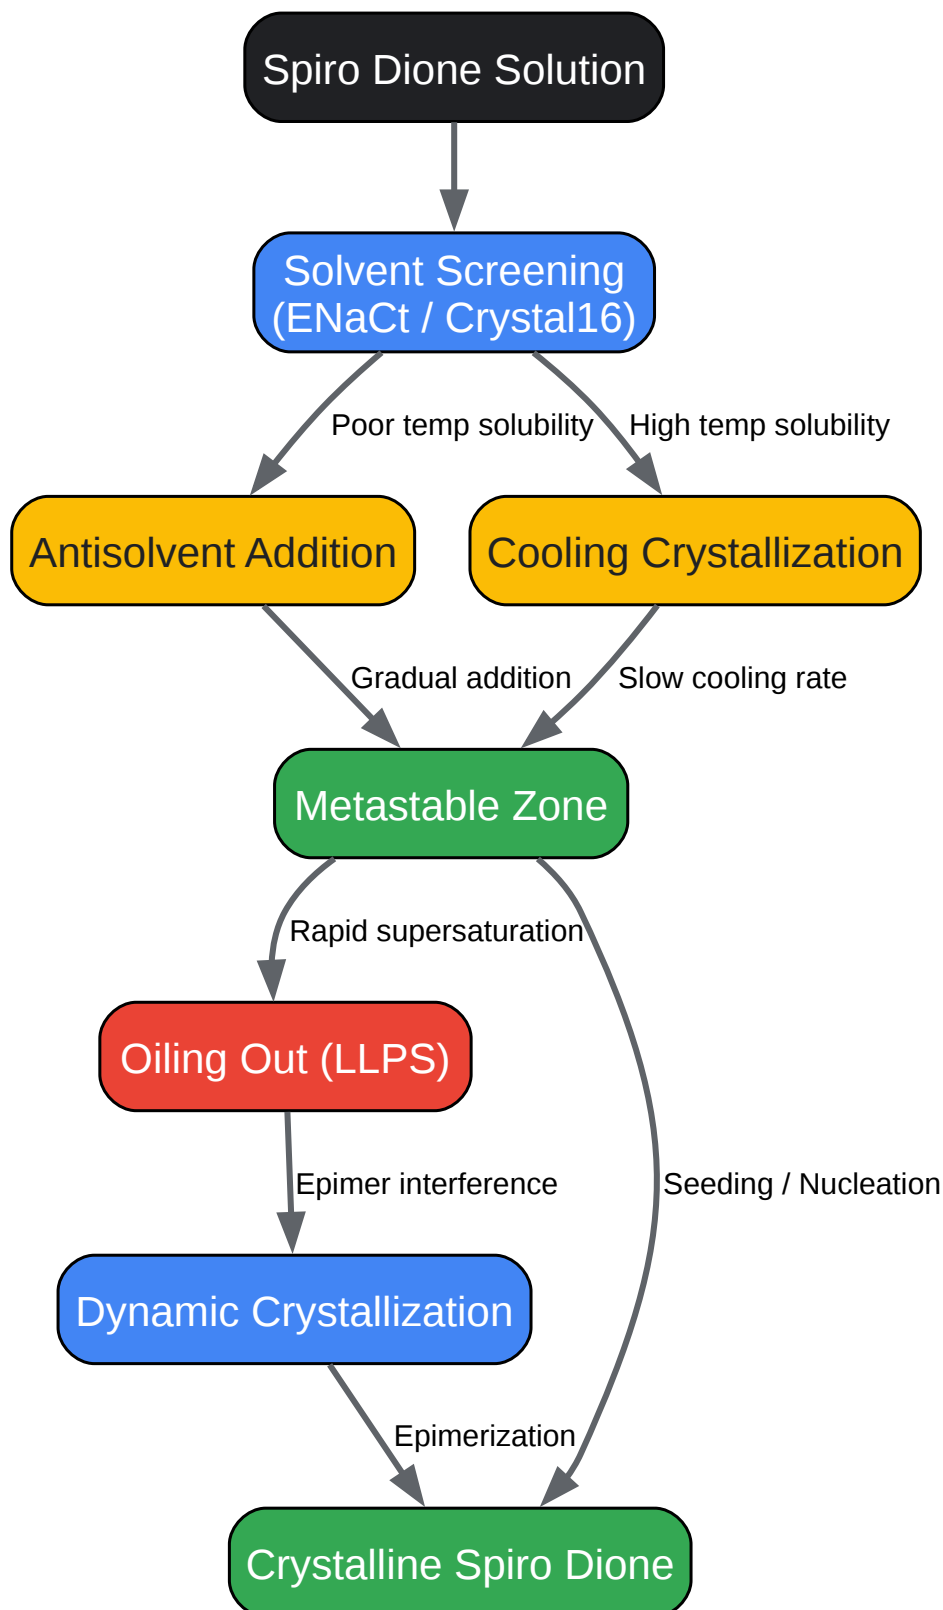 Spiro Dione Solution
Solvent Screening
(ENaCt / Crystal16)
Poor temp solubility
High temp solubility
Antisolvent Addition
Cooling Crystallization
Gradual addition
Slow cooling rate
Metastable Zone
Rapid supersaturation
Oiling Out (LLPS)
Epimer interference
Seeding / Nucleation
Dynamic Crystallization
Epimerization
Crystalline Spiro Dione